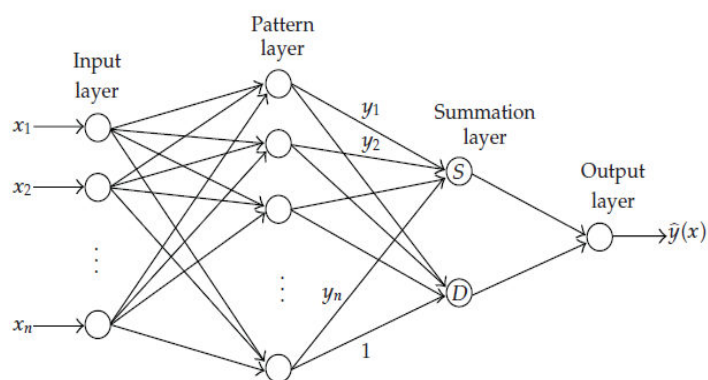 Pattern
layer
Input
layer
x₁
x₂
⋮
xₙ
⋮
y₁
y₂
yₙ
1
Summation
layer
S
D
Output
layer
ŷ(x)